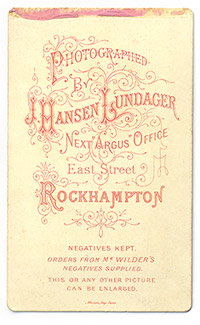 PHOTOGRAPHED
BY
J. HANSEN LUNDAGER
NEXT "ARGUS" OFFICE
East Street
ROCKHAMPTON
NEGATIVES KEPT.
ORDERS FROM Mr WILDER'S
NEGATIVES SUPPLIED.
THIS OR ANY OTHER PICTURE
CAN BE ENLARGED.